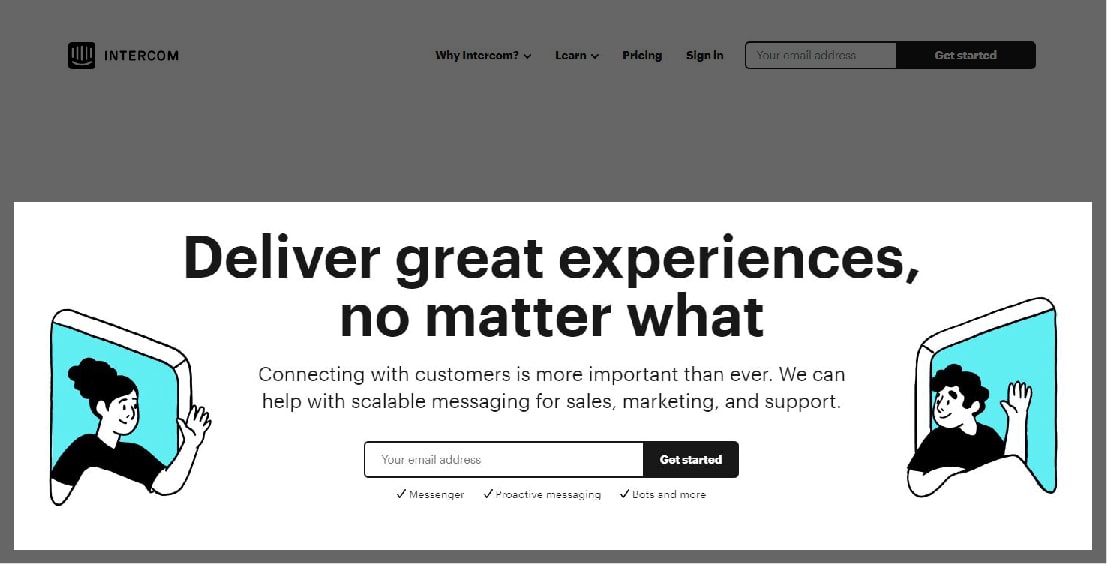 INTERCOM
Why Intercom?
Learn
Pricing
Sign in
Your email address
Get started
Deliver great experiences,
no matter what
Connecting with customers is more important than ever. We can
help with scalable messaging for sales, marketing, and support.
Your email address
Get started
✓ Messenger ✓ Proactive messaging ✓ Bots and more